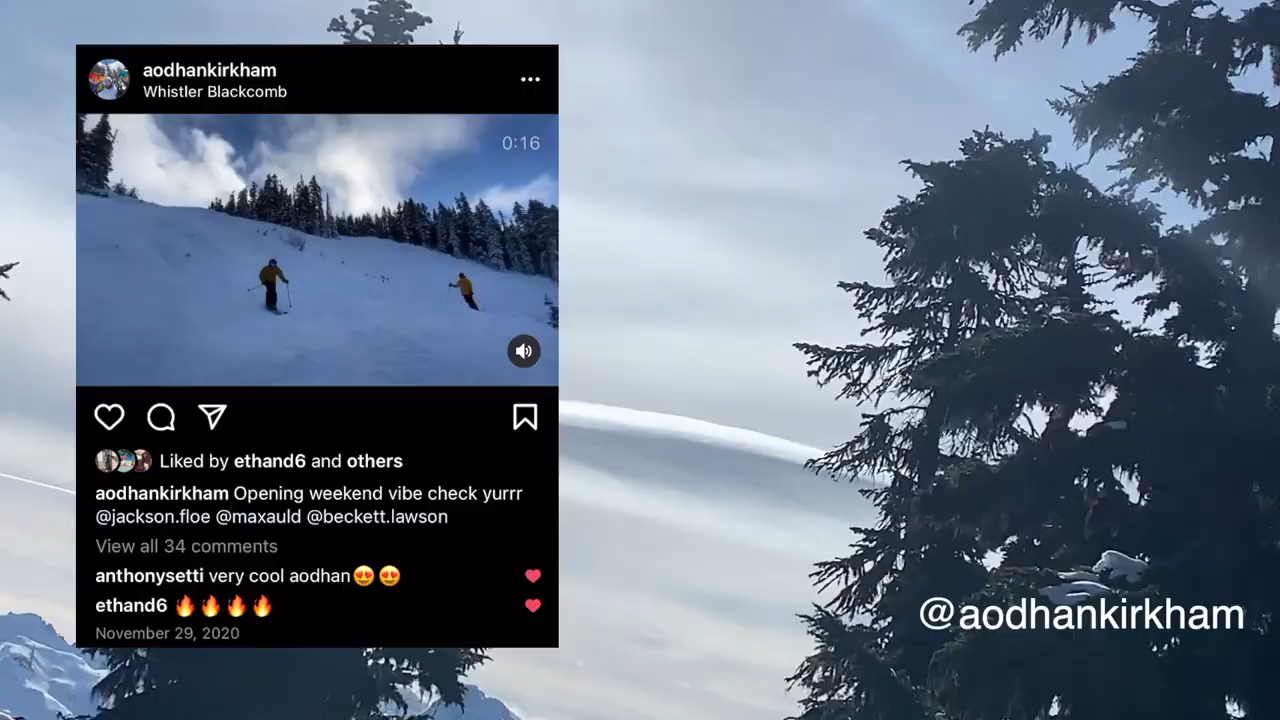 aodhankirkham
Whistler Blackcomb
0:16
Liked by ethand6 and others
aodhankirkham Opening weekend vibe check yurrr
@jackson.floe @maxauld @beckett.lawson
View all 34 comments
anthonysetti very cool aodhan😍😍
ethand6 🔥🔥🔥🔥
November 29, 2020
@aodhankirkham